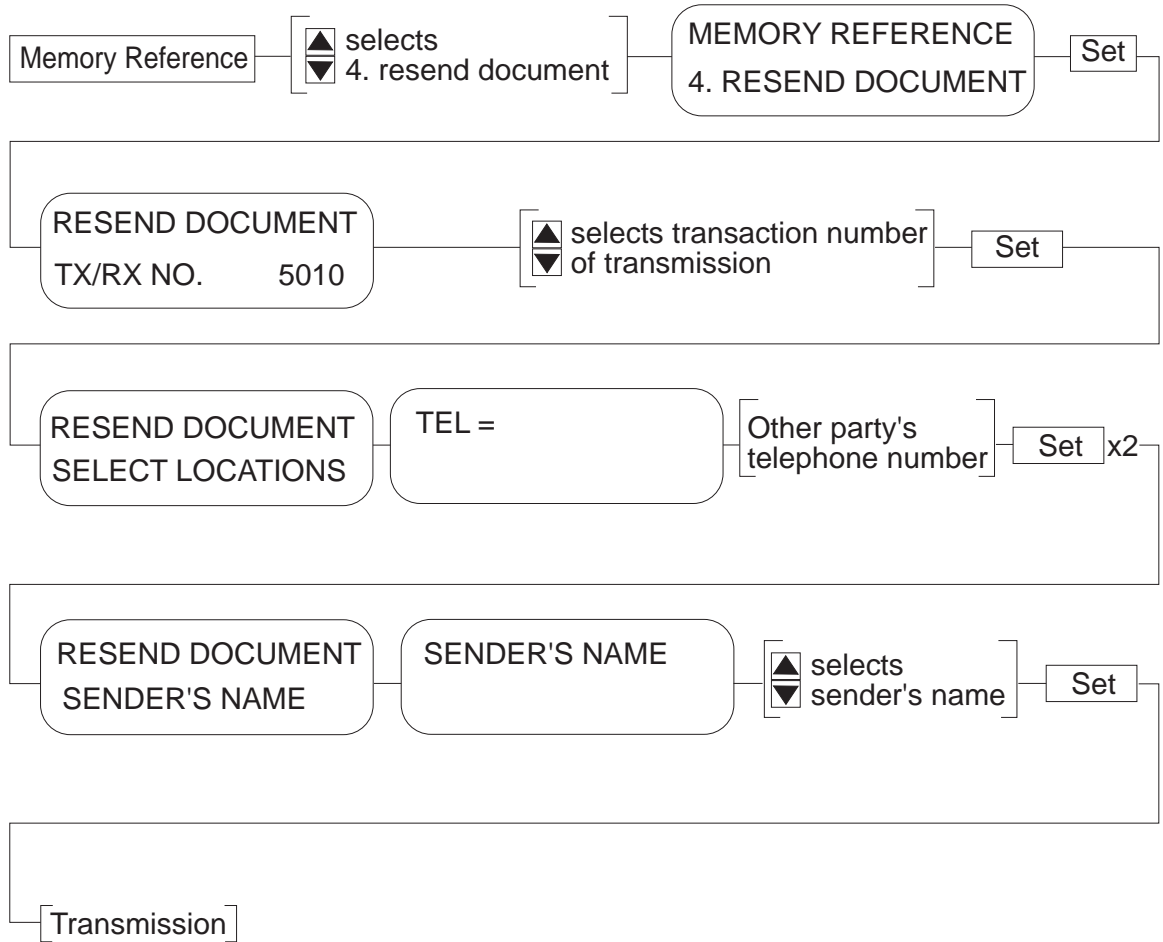 Memory Reference
▲ selects
▼ 4. resend document
MEMORY REFERENCE
4. RESEND DOCUMENT
Set
RESEND DOCUMENT
TX/RX NO. 5010
▲ selects transaction number
▼ of transmission
Set
RESEND DOCUMENT
SELECT LOCATIONS
TEL =
Other party's
telephone number
Set x2
RESEND DOCUMENT
SENDER'S NAME
SENDER'S NAME
▲ selects
▼ sender's name
Set
Transmission